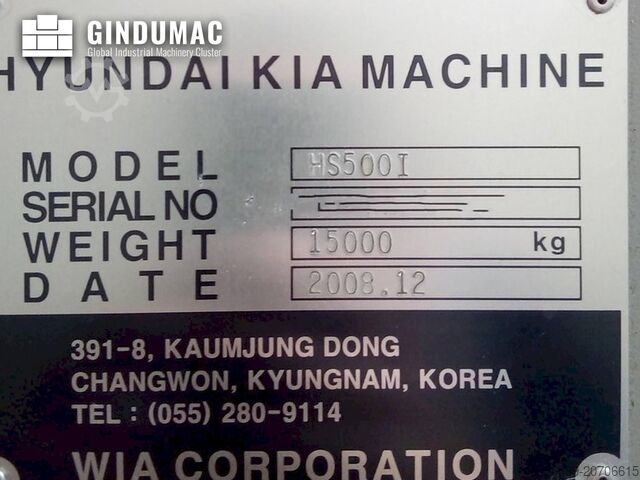 GINDUMAC
Global Industrial Machinery Cluster
HYUNDAI KIA MACHINE
MODEL HS500I
SERIAL NO
WEIGHT 15000 kg
DATE 2008.12
391-8, KAUMJUNG DONG
CHANGWON, KYUNGNAM, KOREA
TEL : (055) 280-9114
WIA CORPORATION
-20706615